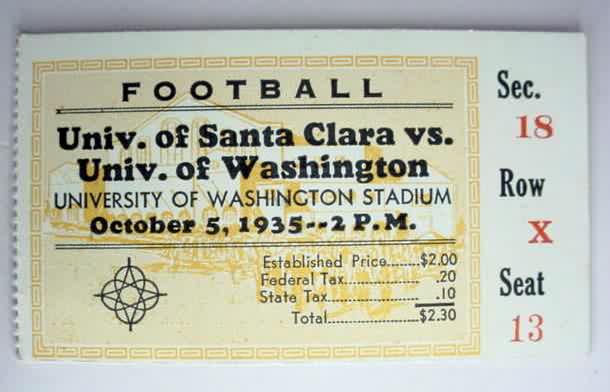 FOOTBALL
Univ. of Santa Clara vs.
Univ. of Washington
UNIVERSITY OF WASHINGTON STADIUM
October 5, 1935--2 P.M.
Established Price........$2.00
Federal Tax..................20
State Tax.....................10
Total.........................$2.30
Sec.
18
Row
X
Seat
13